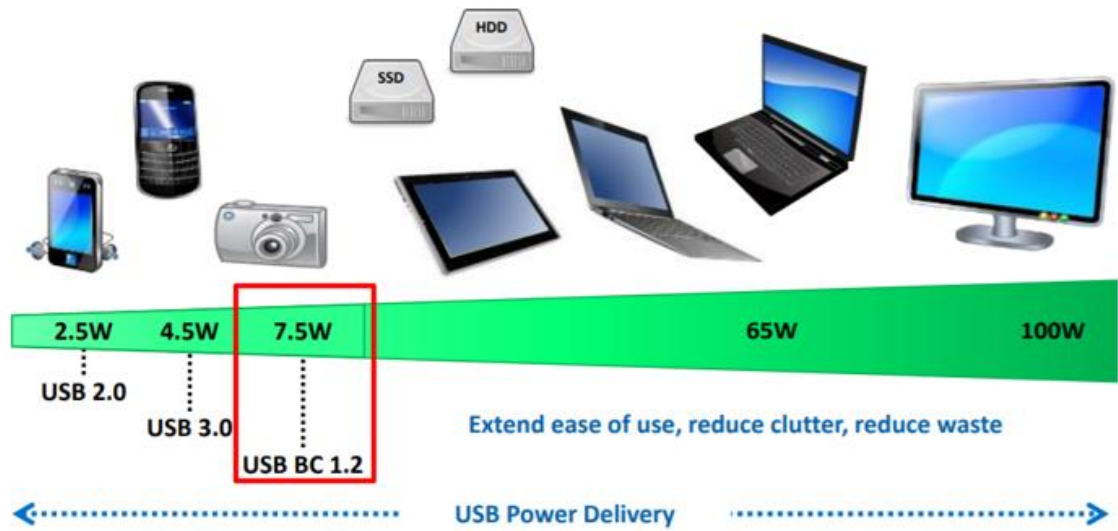 HDD
SSD
2.5W
4.5W
7.5W
65W
100W
USB 2.0
USB 3.0
USB BC 1.2
Extend ease of use, reduce clutter, reduce waste
USB Power Delivery